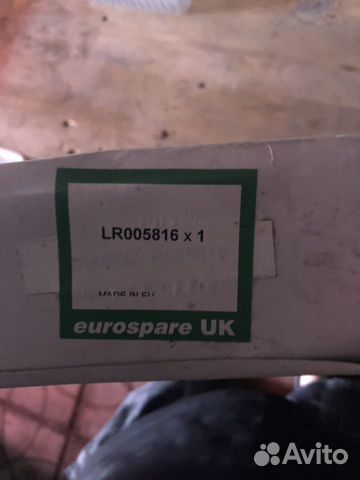 LR005816 x 1
MADE IN EU
eurospare UK
Avito